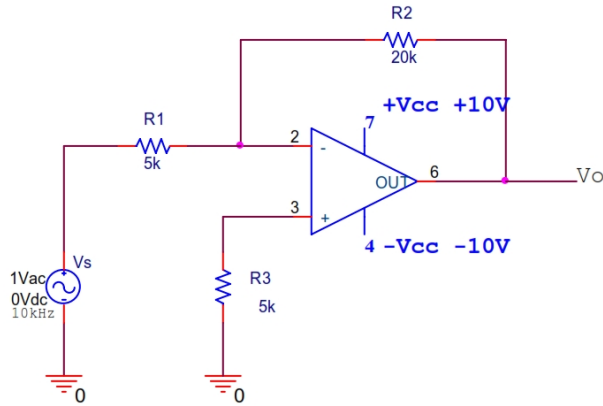 R2
20k
+Vcc +10V
7
R1
5k
2
-
OUT
6
Vo
3
+
4
-Vcc -10V
Vs
1Vac
0Vdc
10kHz
R3
5k
0
0